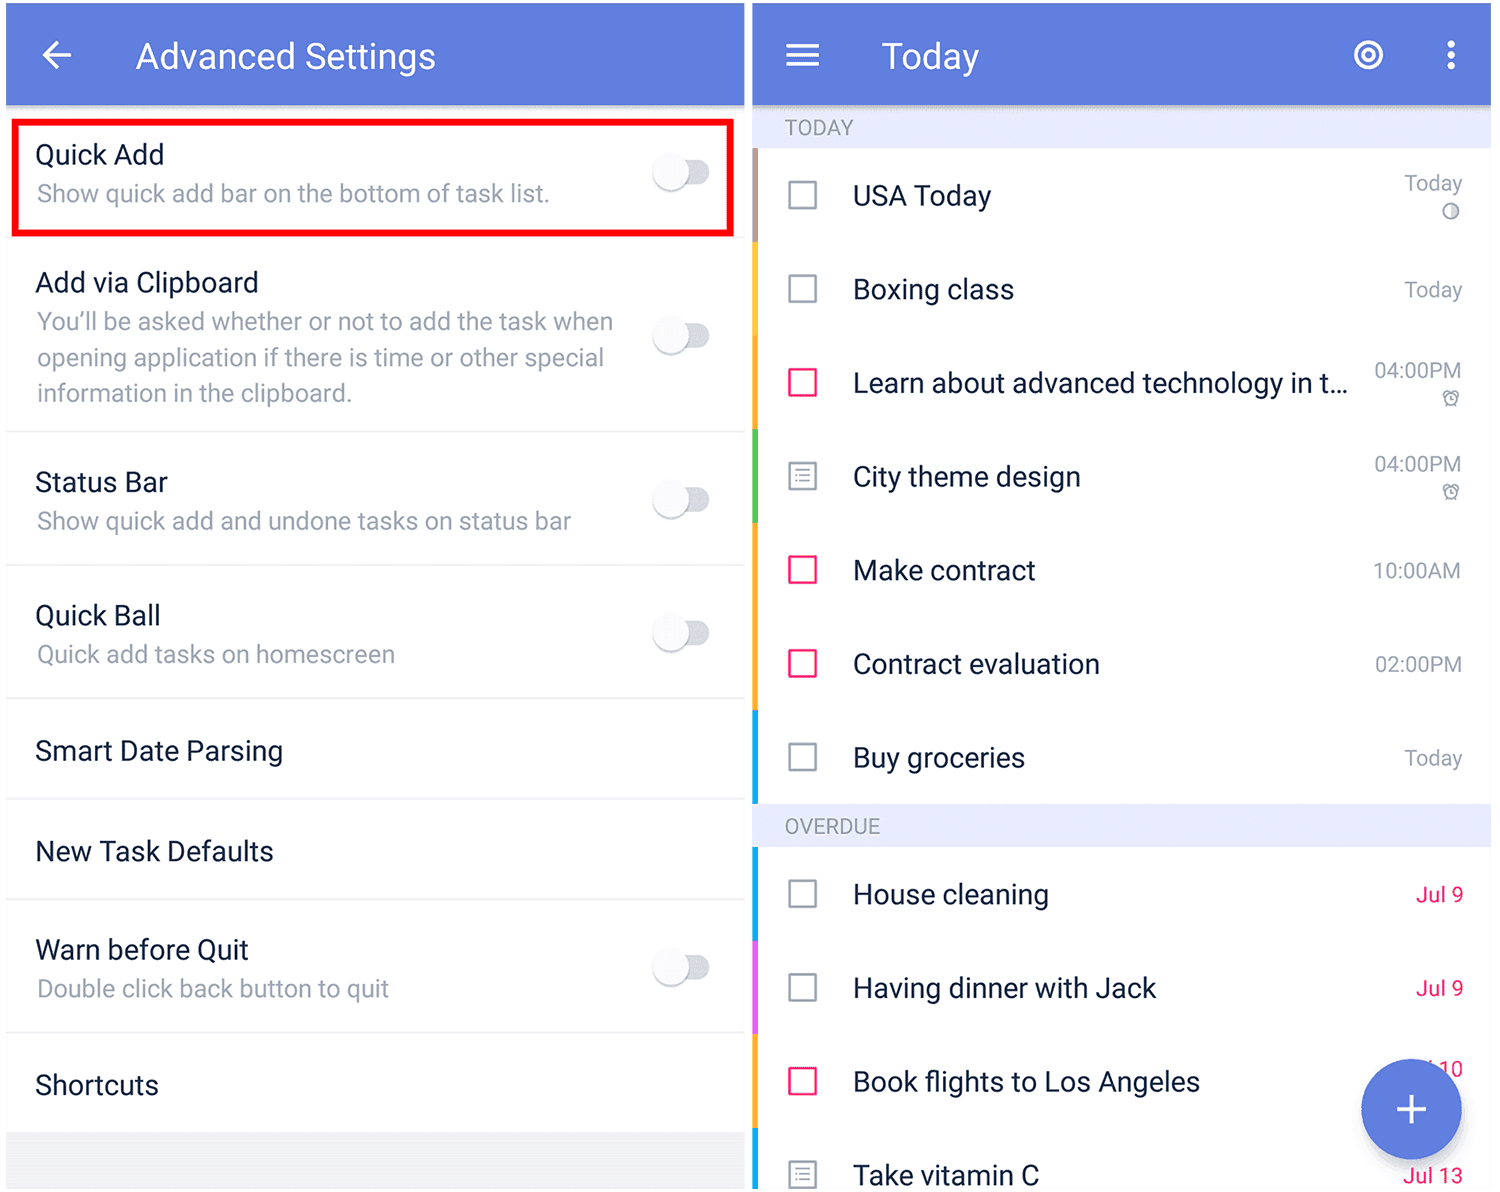 Advanced Settings
Quick Add
Show quick add bar on the bottom of task list.
Add via Clipboard
You’ll be asked whether or not to add the task when
opening application if there is time or other special
information in the clipboard.
Status Bar
Show quick add and undone tasks on status bar
Quick Ball
Quick add tasks on homescreen
Smart Date Parsing
New Task Defaults
Warn before Quit
Double click back button to quit
Shortcuts
Today
TODAY
USA Today Today
Boxing class Today
Learn about advanced technology in t... 04:00PM
City theme design 04:00PM
Make contract 10:00AM
Contract evaluation 02:00PM
Buy groceries Today
OVERDUE
House cleaning Jul 9
Having dinner with Jack Jul 9
Book flights to Los Angeles 10
Take vitamin C Jul 13